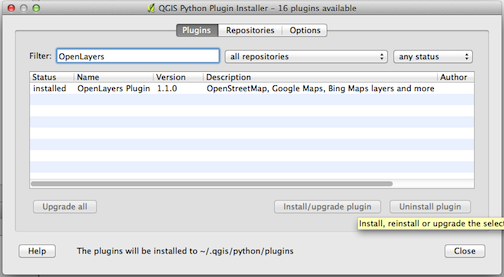 QGIS Python Plugin Installer - 16 plugins available
Plugins Repositories Options
Filter: OpenLayers all repositories any status
Status Name Version Description Author
installed OpenLayers Plugin 1.1.0 OpenStreetMap, Google Maps, Bing Maps layers and more
Upgrade all Install/upgrade plugin Uninstall plugin
Install, reinstall or upgrade the selec
Help The plugins will be installed to ~/.qgis/python/plugins Close